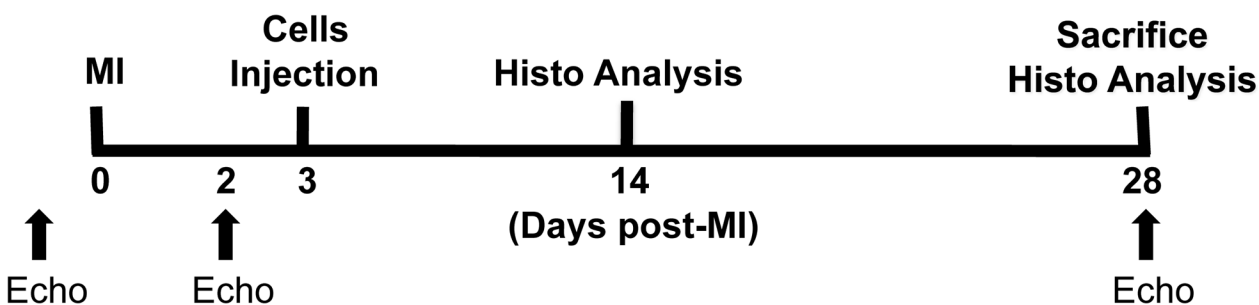 Cells
Sacrifice
MI
Injection
Histo Analysis
Histo Analysis
0
2
3
14
28
(Days post-MI)
Echo
Echo
Echo